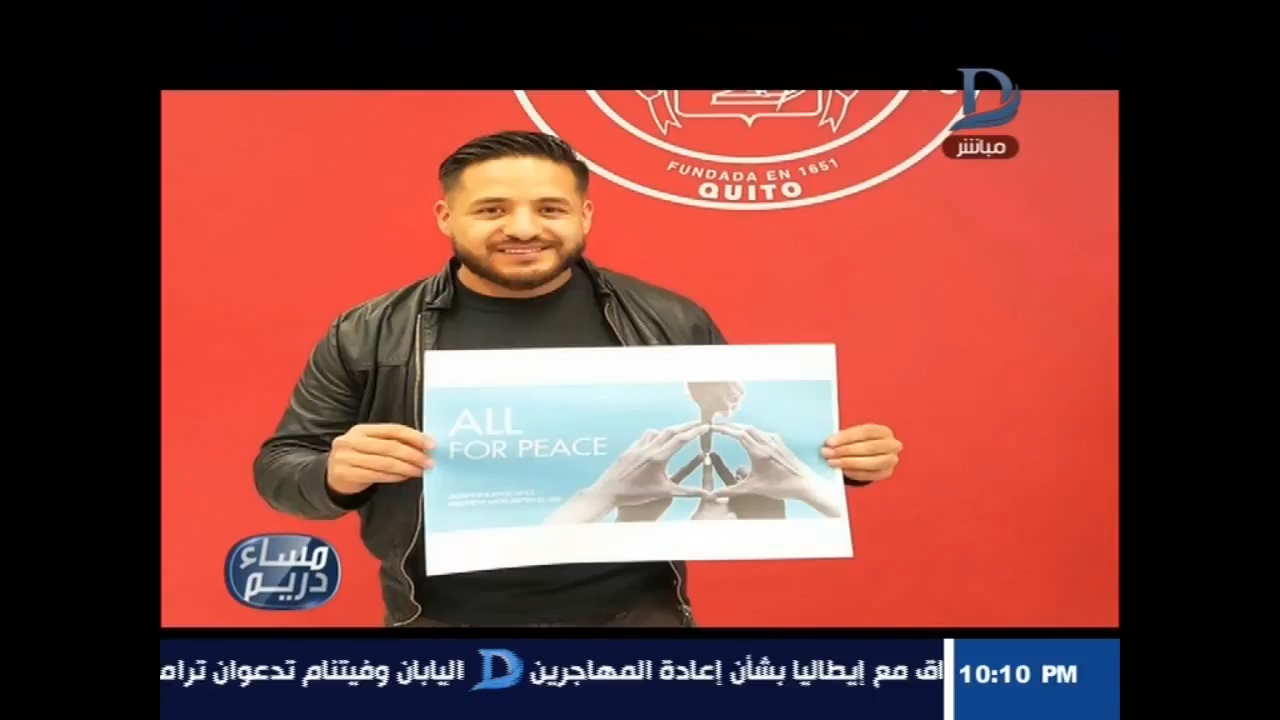 FUNDADA EN 1651
QUITO
مباشر
ALL
FOR PEACE
مساء
دريم
اق مع إيطاليا بشأن إعادة المهاجرين
اليابان وفيتنام تدعوان ترام
10:10 PM